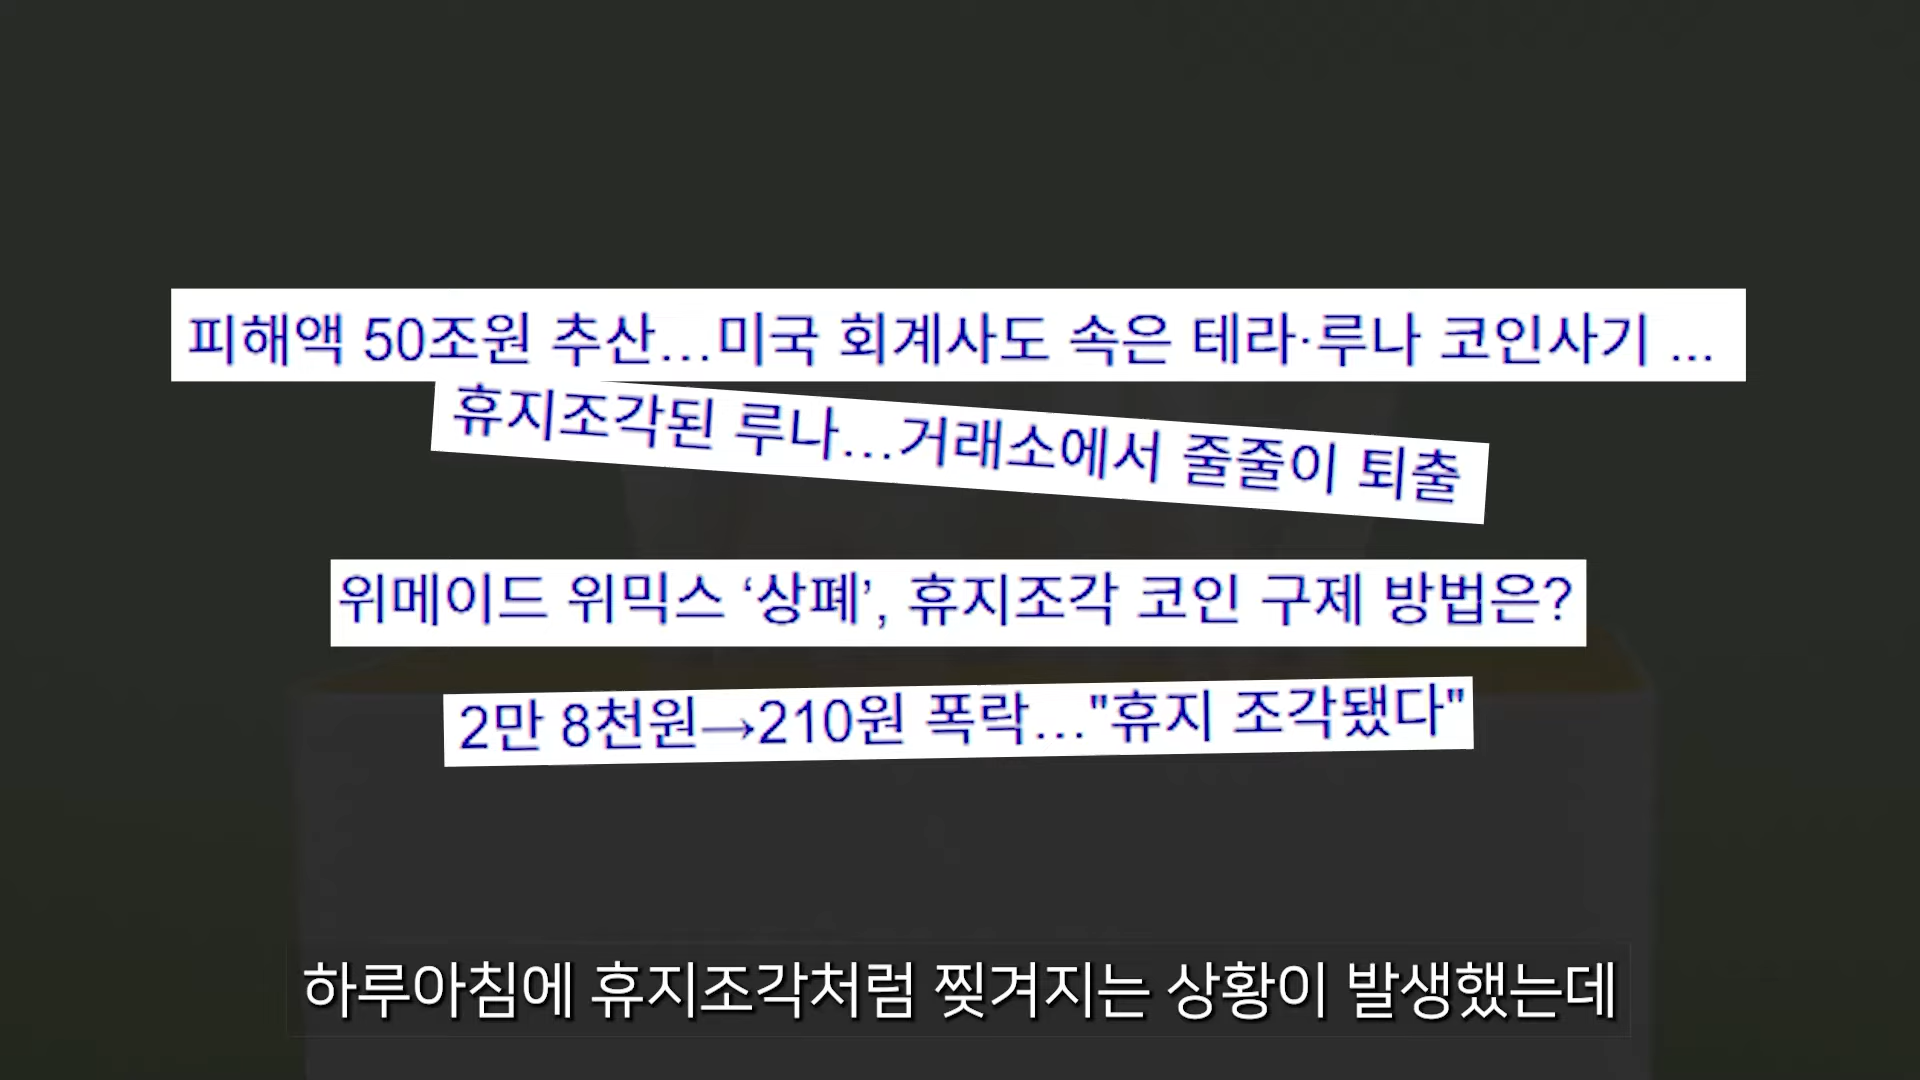 피해액 50조원 추산...미국 회계사도 속은 테라·루나 코인사기 ...
휴지조각된 루나...거래소에서 줄줄이 퇴출
위메이드 위믹스 ‘상폐’, 휴지조각 코인 구제 방법은?
2만 8천원→210원 폭락..."휴지 조각됐다"
하루아침에 휴지조각처럼 찢겨지는 상황이 발생했는데